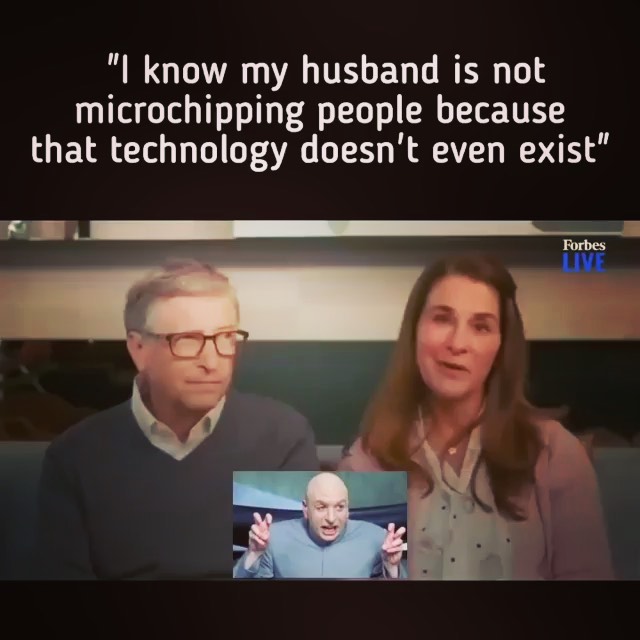 "I know my husband is not
microchipping people because
that technology doesn't even exist"
Forbes
LIVE